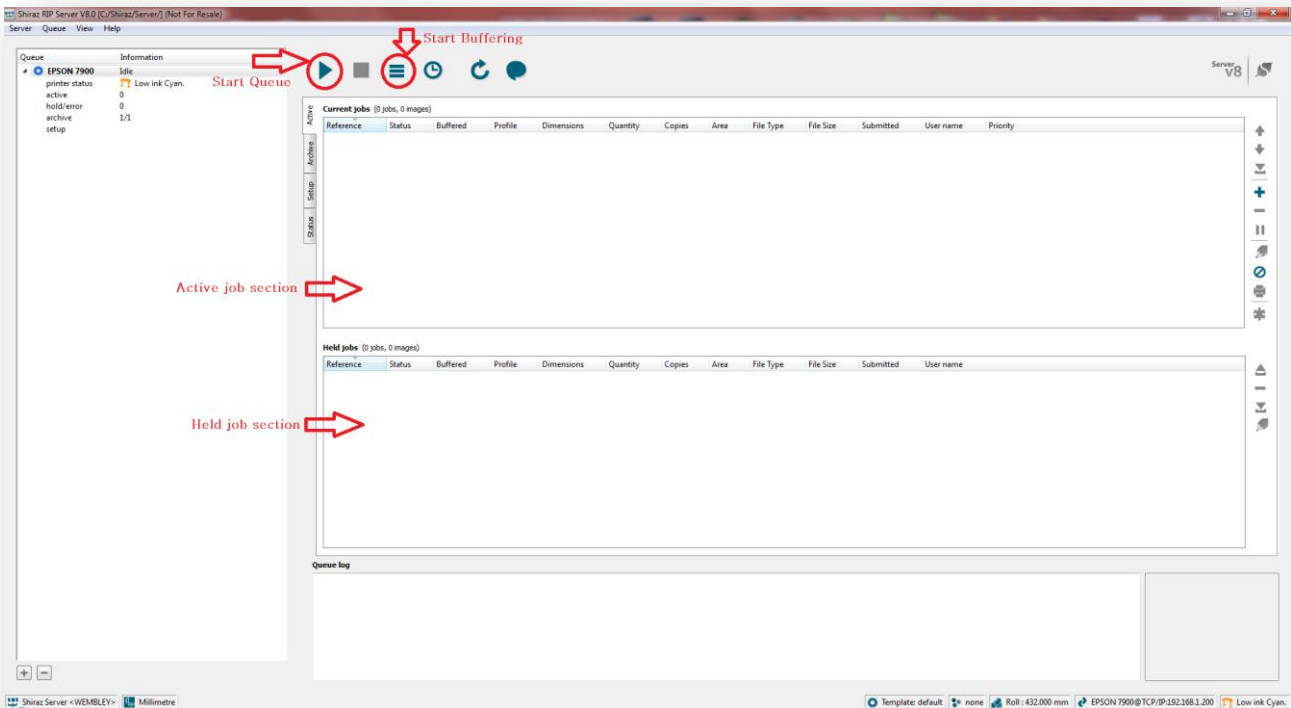 Shiraz RIP Server V8.0 [C:/Shiraz/Server/] (Not For Resale)
Server Queue View Help
Start Buffering
Queue Information
EPSON 7900 Idle
printer status Low ink Cyan.
active 0
hold/error 0
archive 1/1
setup
Start Queue
Server V8
Active
Archive
Setup
Status
Current jobs (0 jobs, 0 images)
Reference Status Buffered Profile Dimensions Quantity Copies Area File Type File Size Submitted User name Priority
Active job section
Held jobs (0 jobs, 0 images)
Reference Status Buffered Profile Dimensions Quantity Copies Area File Type File Size Submitted User name
Held job section
Queue log
Shiraz Server <WEMBLEY> Millimetre Template: default none Roll : 432.000 mm EPSON 7900@TCP/IP:192.168.1.200 Low ink Cyan.